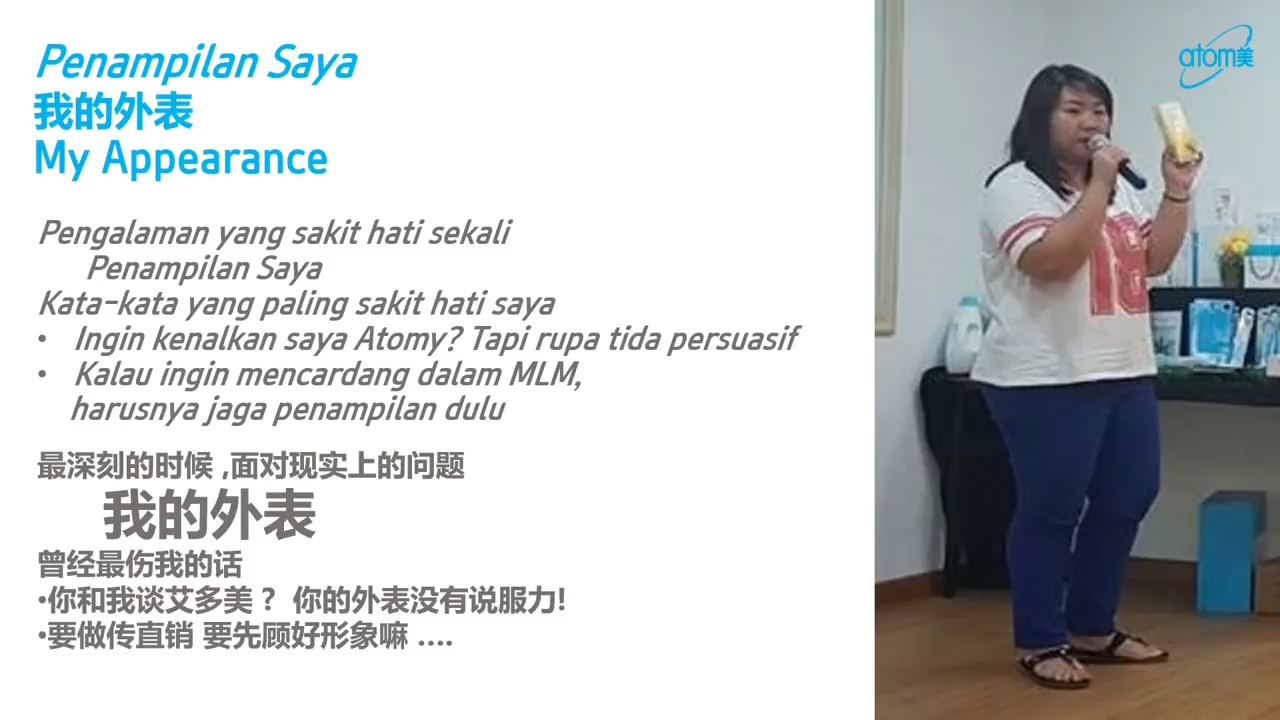 Penampilan Saya
我的外表
My Appearance
Pengalaman yang sakit hati sekali
Penampilan Saya
Kata-kata yang paling sakit hati saya
• Ingin kenalkan saya Atomy? Tapi rupa tida persuasif
• Kalau ingin mencardang dalam MLM,
harusnya jaga penampilan dulu
最深刻的时候 ,面对现实上的问题
我的外表
曾经最伤我的话
•你和我谈艾多美 ? 你的外表没有说服力!
•要做传直销 要先顾好形象嘛 ....
atom美
18